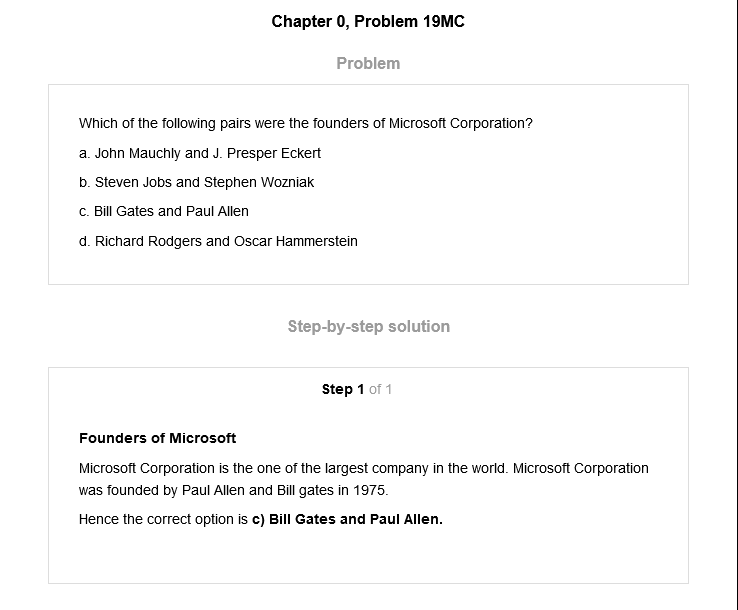 Chapter 0, Problem 19MC
Problem
Which of the following pairs were the founders of Microsoft Corporation?
a. John Mauchly and J. Presper Eckert
b. Steven Jobs and Stephen Wozniak
c. Bill Gates and Paul Allen
d. Richard Rodgers and Oscar Hammerstein
Step-by-step solution
Step 1 of 1
Founders of Microsoft
Microsoft Corporation is the one of the largest company in the world. Microsoft Corporation
was founded by Paul Allen and Bill gates in 1975.
Hence the correct option is c) Bill Gates and Paul Allen.